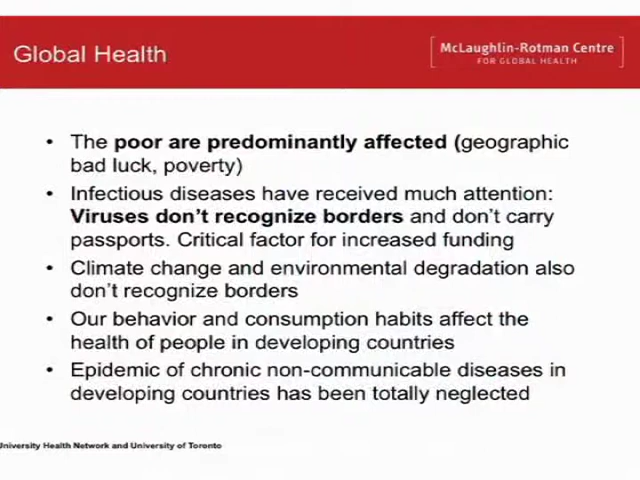 Global Health
McLaughlin-Rotman Centre
FOR GLOBAL HEALTH
• The poor are predominantly affected (geographic
bad luck, poverty)
• Infectious diseases have received much attention:
Viruses don't recognize borders and don't carry
passports. Critical factor for increased funding
• Climate change and environmental degradation also
don't recognize borders
• Our behavior and consumption habits affect the
health of people in developing countries
• Epidemic of chronic non-communicable diseases in
developing countries has been totally neglected
University Health Network and University of Toronto